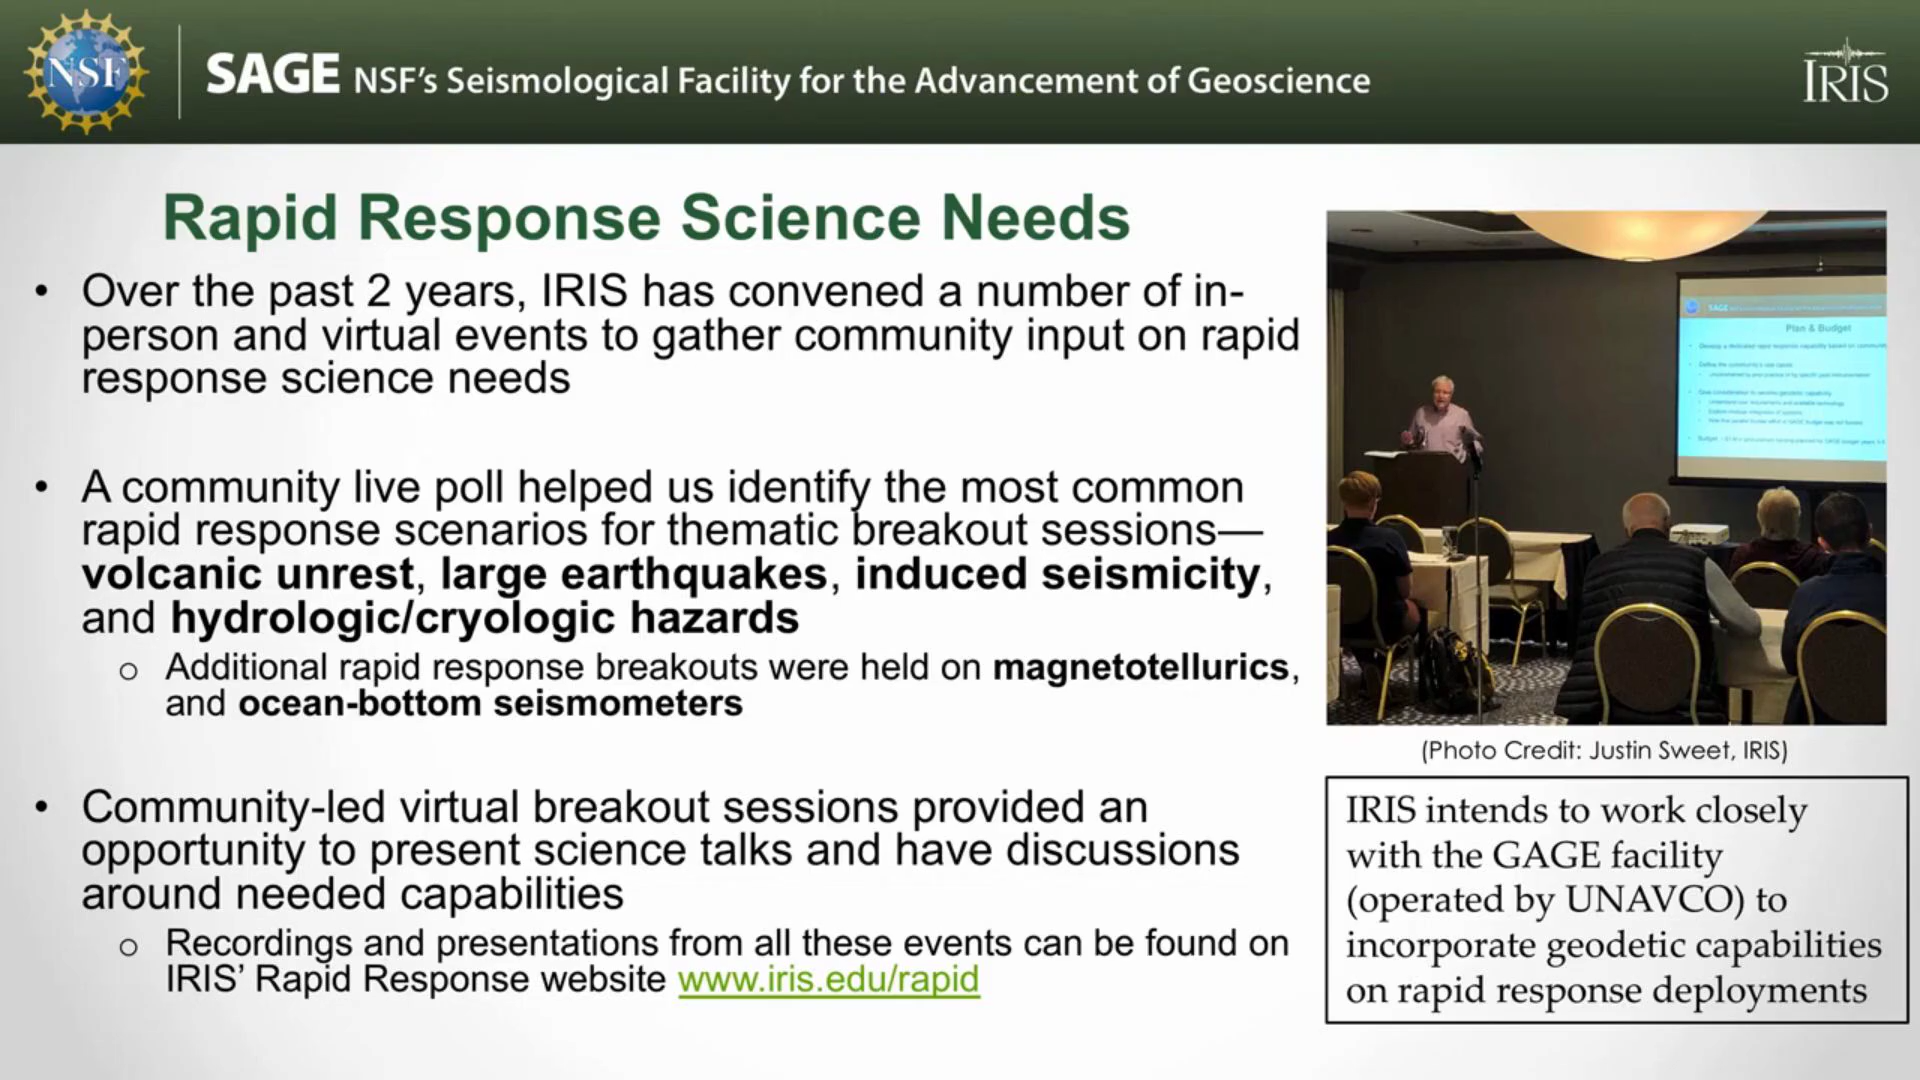 NSF
SAGE NSF's Seismological Facility for the Advancement of Geoscience
IRIS
Rapid Response Science Needs
• Over the past 2 years, IRIS has convened a number of in-
person and virtual events to gather community input on rapid
response science needs
• A community live poll helped us identify the most common
rapid response scenarios for thematic breakout sessions—
volcanic unrest, large earthquakes, induced seismicity,
and hydrologic/cryologic hazards
o Additional rapid response breakouts were held on magnetotellurics,
and ocean-bottom seismometers
• Community-led virtual breakout sessions provided an
opportunity to present science talks and have discussions
around needed capabilities
o Recordings and presentations from all these events can be found on
IRIS' Rapid Response website www.iris.edu/rapid
SAGE
Plan & Budget
(Photo Credit: Justin Sweet, IRIS)
IRIS intends to work closely
with the GAGE facility
(operated by UNAVCO) to
incorporate geodetic capabilities
on rapid response deployments